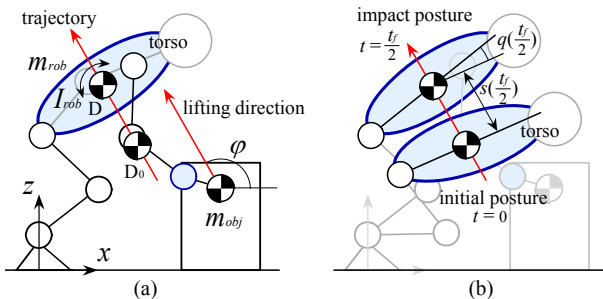 trajectory
torso
m_rob
I_rob
D
lifting direction
D₀
φ
m_obj
z
x
(a)
impact posture
t = t_f/2
q(t_f/2)
s(t_f/2)
torso
initial posture
t = 0
(b)